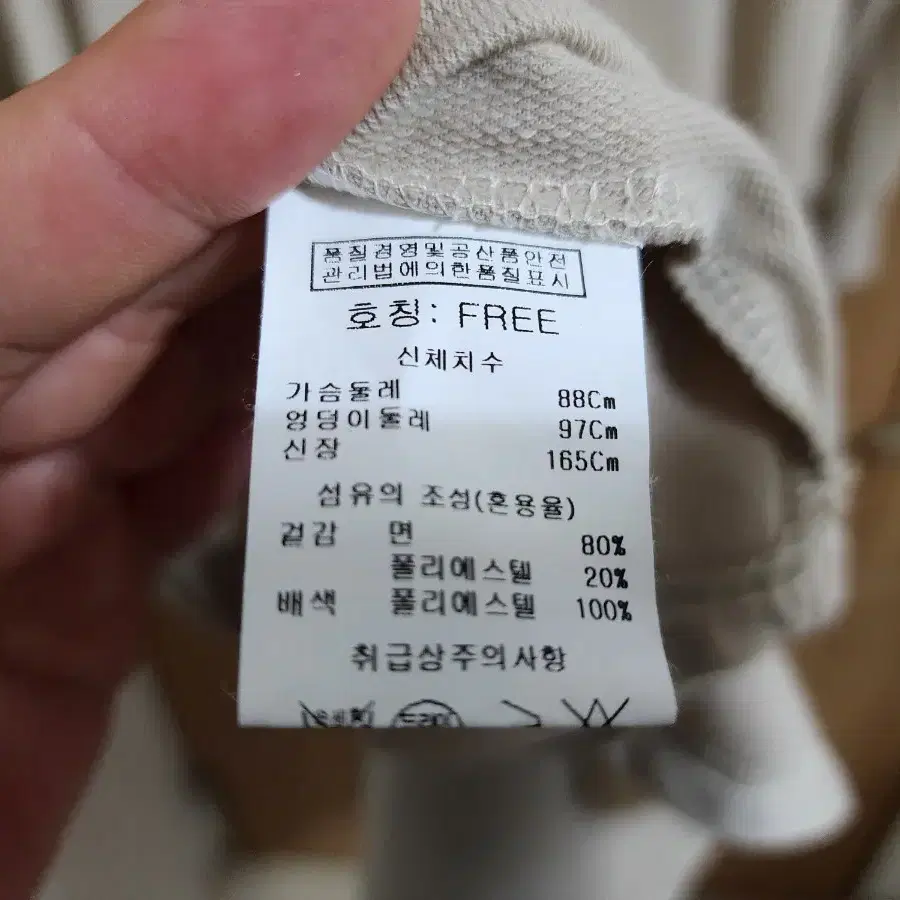 품질경영및공산품안전
관리법에의한품질표시
호칭: FREE
신체치수
가슴둘레 88Cm
엉덩이둘레 97Cm
신장 165Cm
섬유의 조성(혼용율)
겉감 면 80%
폴리에스텔 20%
배색 폴리에스텔 100%
취급상주의사항